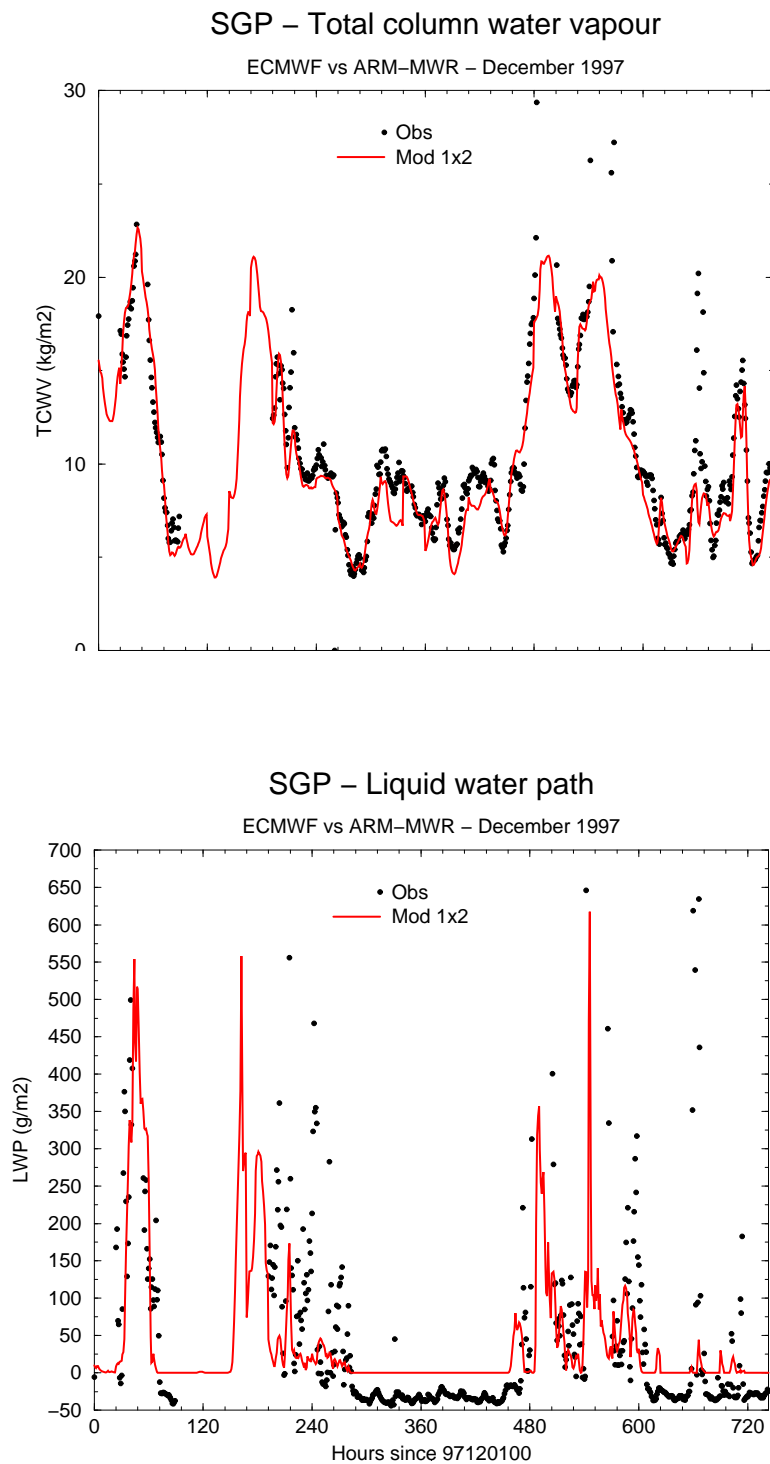 SGP – Total column water vapour
ECMWF vs ARM–MWR – December 1997
30
Obs
Mod 1x2
20
TCWV (kg/m2)
10
0
SGP – Liquid water path
ECMWF vs ARM–MWR – December 1997
700
650
Obs
Mod 1x2
600
550
500
450
400
350
LWP (g/m2)
300
250
200
150
100
50
0
–50
0 120 240 360 480 600 720
Hours since 97120100